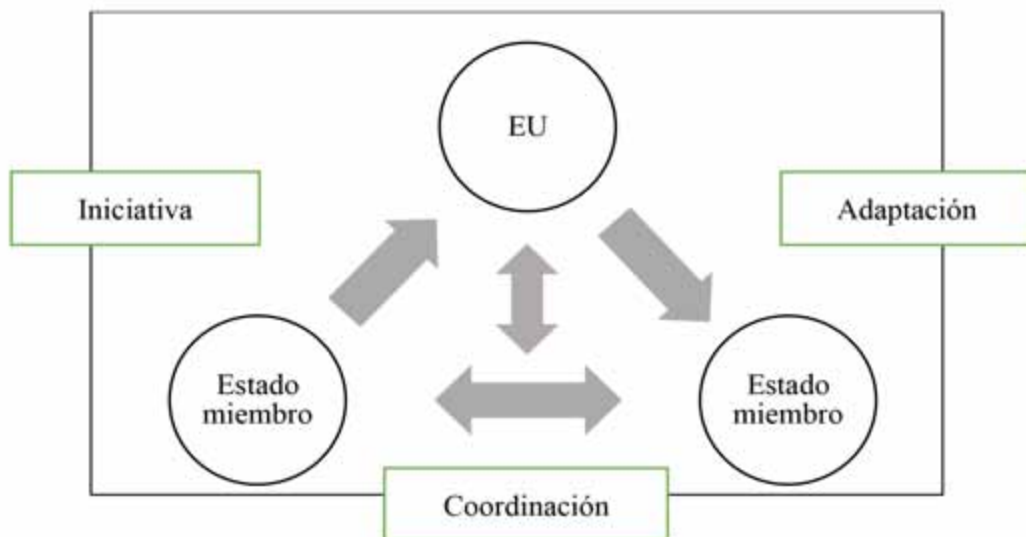 EU
Iniciativa
Adaptación
Estado
miembro
Estado
miembro
Coordinación